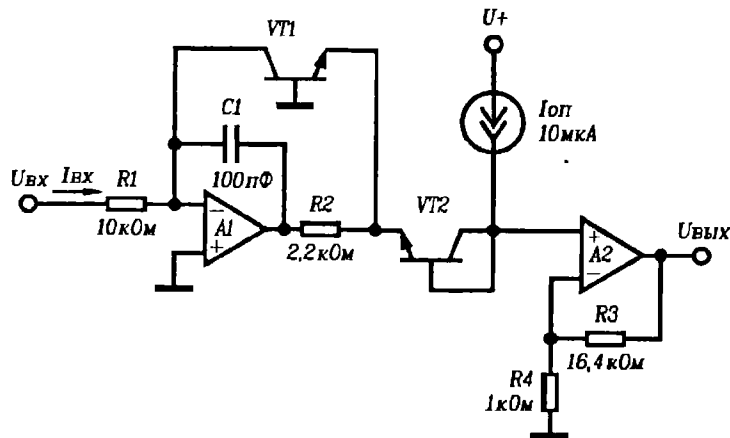 VT1
U+
C1
100пФ
Iоп
10мкА
Uвх
Iвх
R1
10кОм
−
+
A1
R2
2,2кОм
VT2
+
−
A2
Uвых
R3
16,4кОм
R4
1кОм